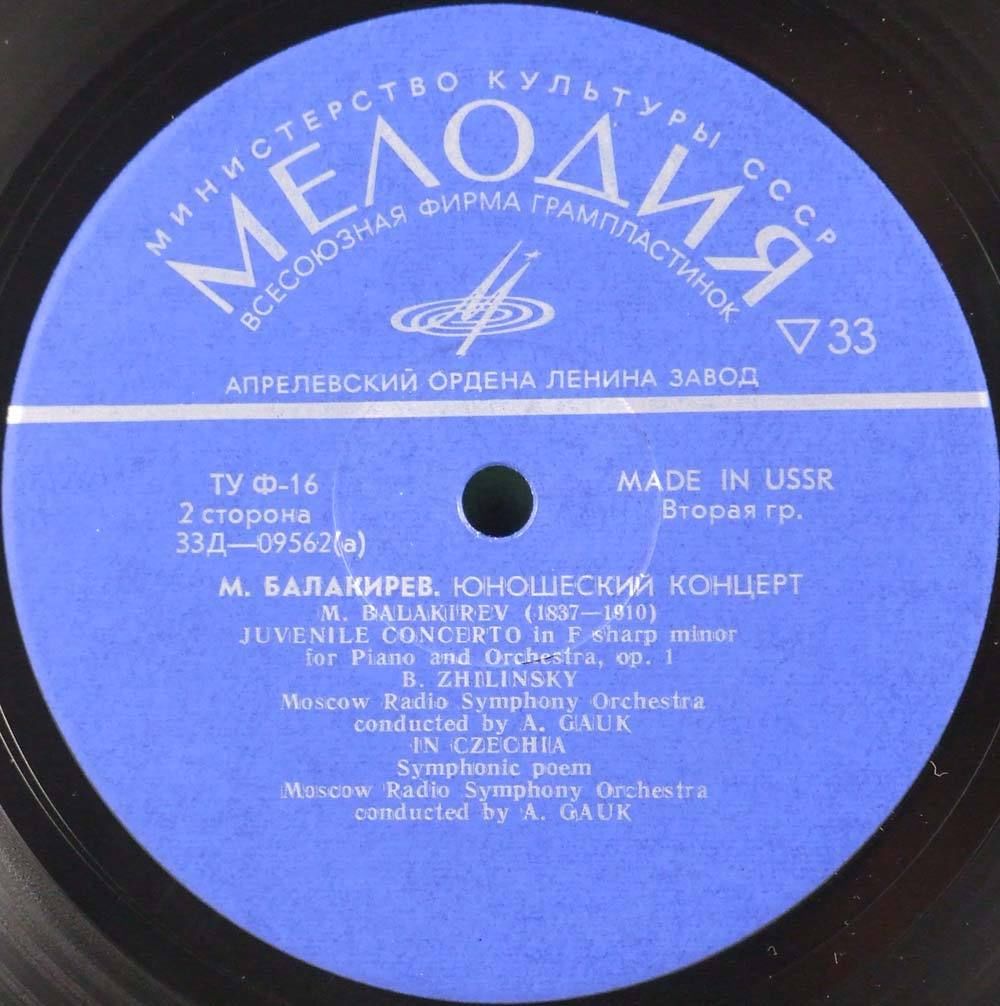 МИНИСТЕРСТВО КУЛЬТУРЫ СССР
МЕЛОДИЯ
ВСЕСОЮЗНАЯ ФИРМА ГРАМПЛАСТИНОК
33
АПРЕЛЕВСКИЙ ОРДЕНА ЛЕНИНА ЗАВОД
ТУ Ф-16
2 сторона
33Д—09562(а)
MADE IN USSR
Вторая гр.
М. БАЛАКИРЕВ. ЮНОШЕСКИЙ КОНЦЕРТ
M. BALAKIREV (1837—1910)
JUVENILE CONCERTO in F sharp minor
for Piano and Orchestra, op. 1
B. ZHILINSKY
Moscow Radio Symphony Orchestra
conducted by A. GAUK
IN CZECHIA
Symphonic poem
Moscow Radio Symphony Orchestra
conducted by A. GAUK